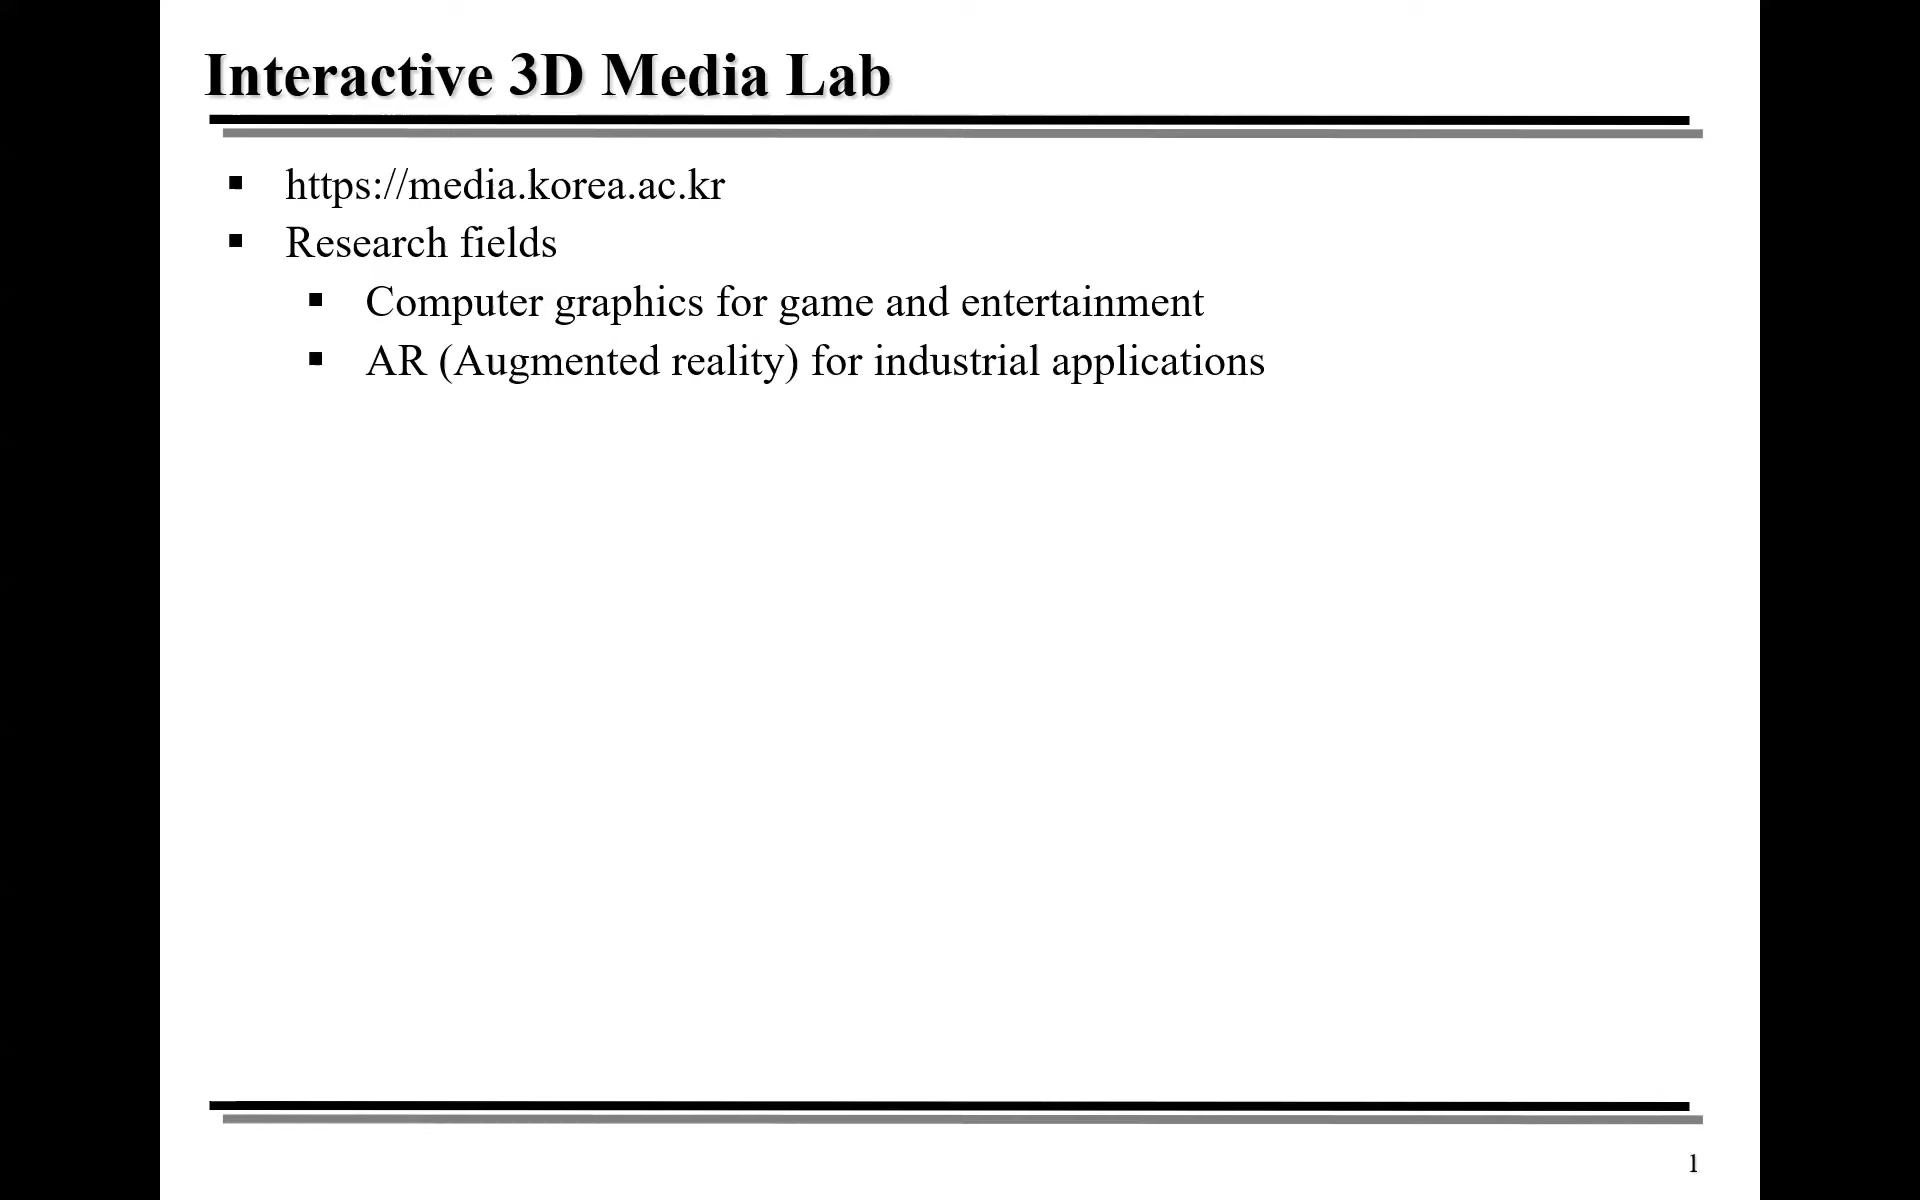 Interactive 3D Media Lab
▪ https://media.korea.ac.kr
▪ Research fields
▪ Computer graphics for game and entertainment
▪ AR (Augmented reality) for industrial applications
1